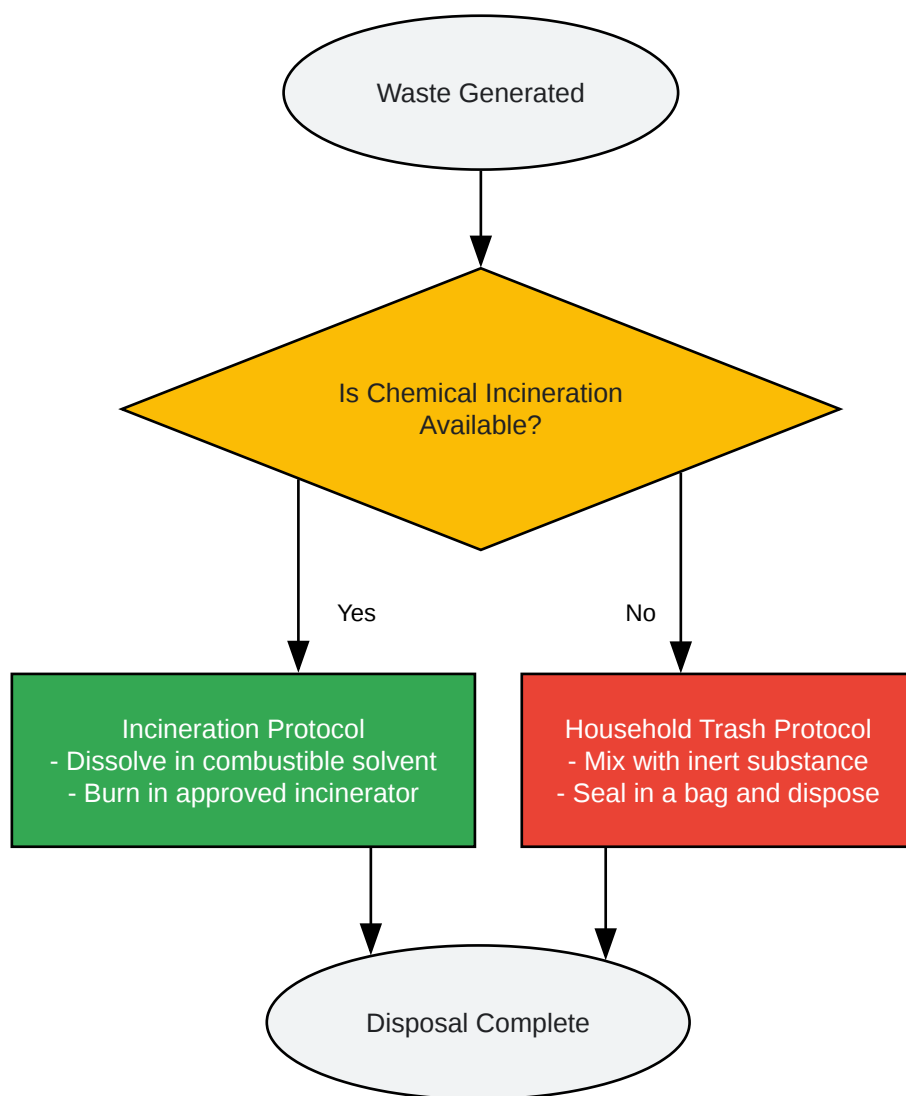 Waste Generated
Is Chemical Incineration
Available?
Yes
No
Incineration Protocol
- Dissolve in combustible solvent
- Burn in approved incinerator
Household Trash Protocol
- Mix with inert substance
- Seal in a bag and dispose
Disposal Complete